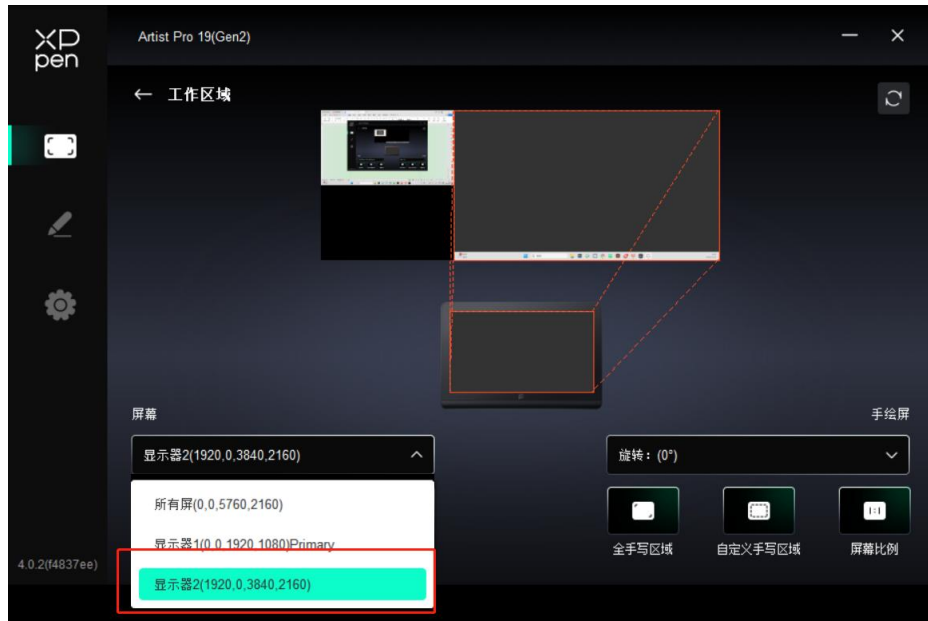 XP
pen
Artist Pro 19(Gen2)
工作区域
屏幕
手绘屏
显示器2(1920,0,3840,2160)
旋转：(0°)
所有屏(0,0,5760,2160)
显示器1(0,0,1920,1080)Primary
显示器2(1920,0,3840,2160)
1:1
全手写区域
自定义手写区域
屏幕比例
4.0.2(f4837ee)